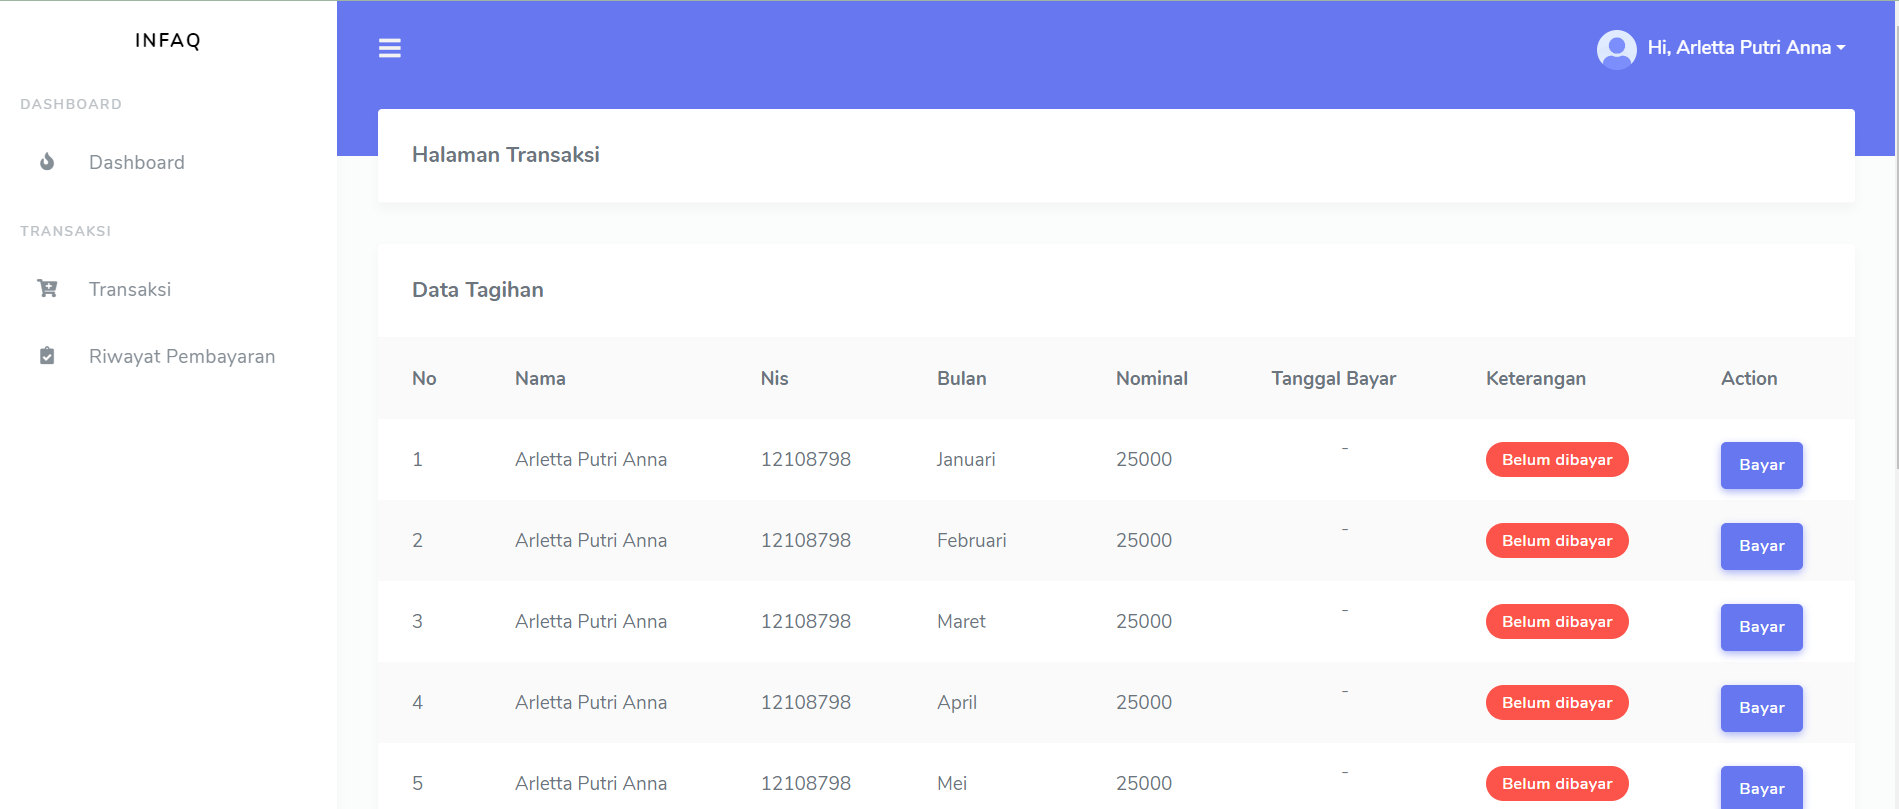 INFAQ
Hi, Arletta Putri Anna
DASHBOARD
Dashboard
TRANSAKSI
Transaksi
Riwayat Pembayaran
Halaman Transaksi
Data Tagihan
No Nama Nis Bulan Nominal Tanggal Bayar Keterangan Action
1 Arletta Putri Anna 12108798 Januari 25000 - Belum dibayar Bayar
2 Arletta Putri Anna 12108798 Februari 25000 - Belum dibayar Bayar
3 Arletta Putri Anna 12108798 Maret 25000 - Belum dibayar Bayar
4 Arletta Putri Anna 12108798 April 25000 - Belum dibayar Bayar
5 Arletta Putri Anna 12108798 Mei 25000 - Belum dibayar Bayar